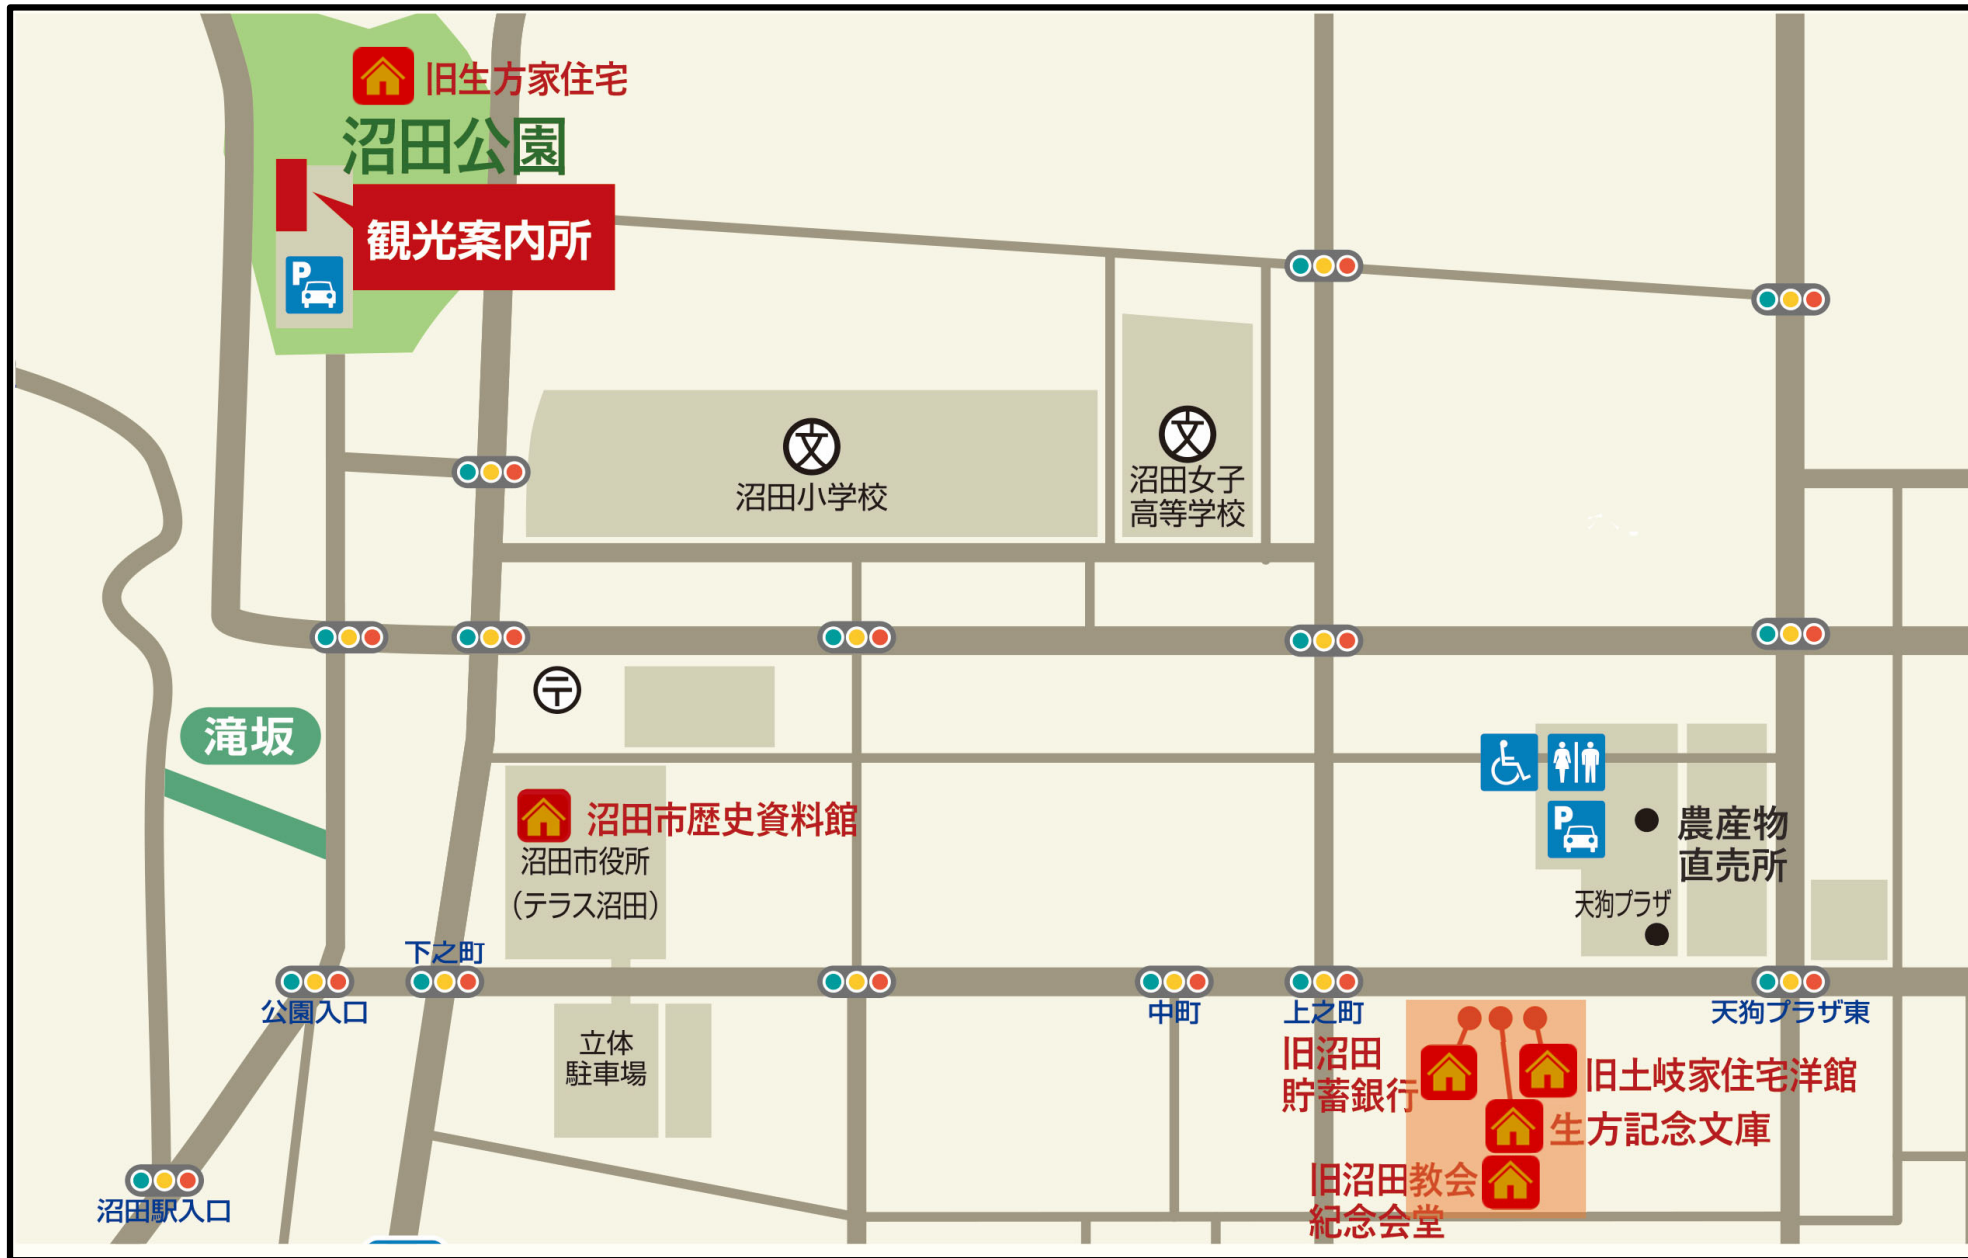 旧生方家住宅
沼田公園
観光案内所
P
文
沼田小学校
文
沼田女子
高等学校
〒
滝坂
沼田市歴史資料館
沼田市役所
（テラス沼田）
P
農産物
直売所
天狗プラザ
下之町
公園入口
中町
上之町
天狗プラザ東
立体
駐車場
旧沼田
貯蓄銀行
旧土岐家住宅洋館
生方記念文庫
旧沼田教会
紀念会堂
沼田駅入口